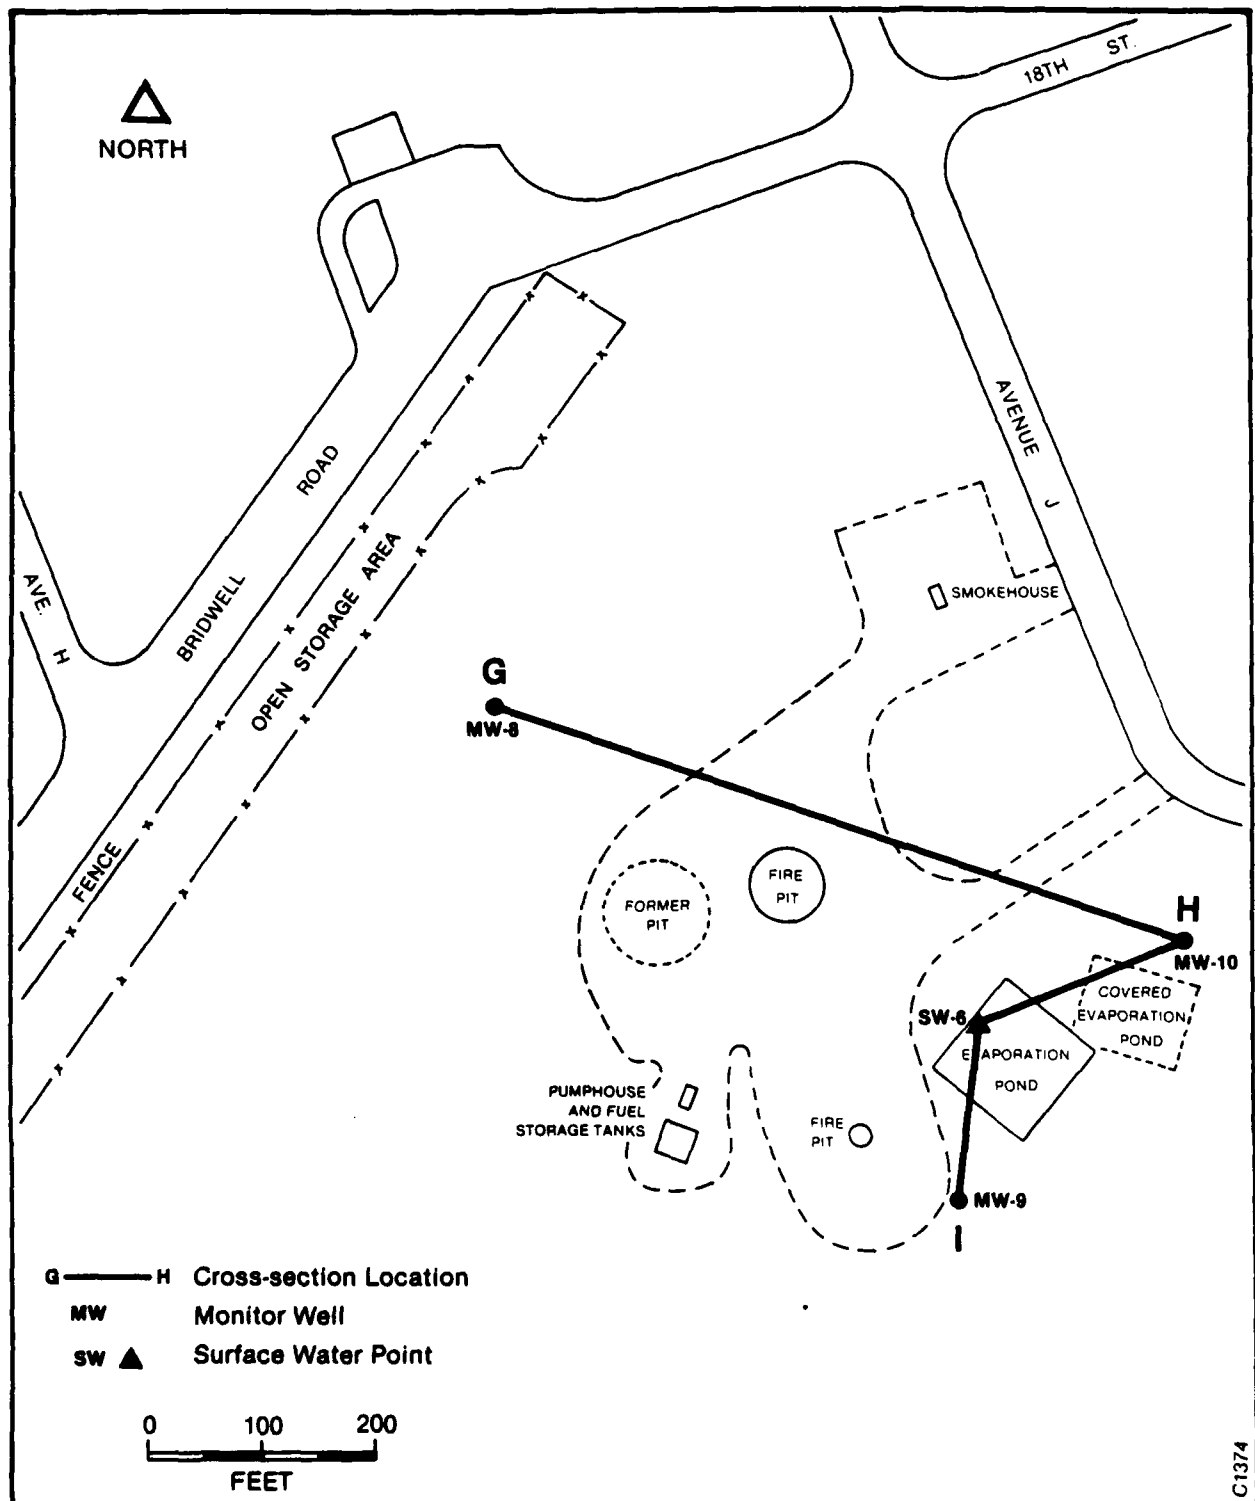 18TH ST.
NORTH
AVENUE J
BRIDWELL ROAD
OPEN STORAGE AREA
AVE. H
FENCE
SMOKEHOUSE
G
MW-8
FIRE
PIT
FORMER
PIT
H
MW-10
COVERED
EVAPORATION
POND
SW-6
EVAPORATION
POND
PUMPHOUSE
AND FUEL
STORAGE TANKS
FIRE
PIT
MW-9
I
G H Cross-section Location
MW Monitor Well
SW Surface Water Point
0 100 200
FEET
C1374